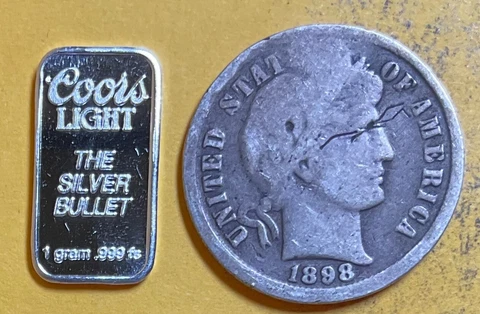 Coors
LIGHT
THE
SILVER
BULLET
1 gram .999 fs
UNITED STAT OF AMERICA
1898